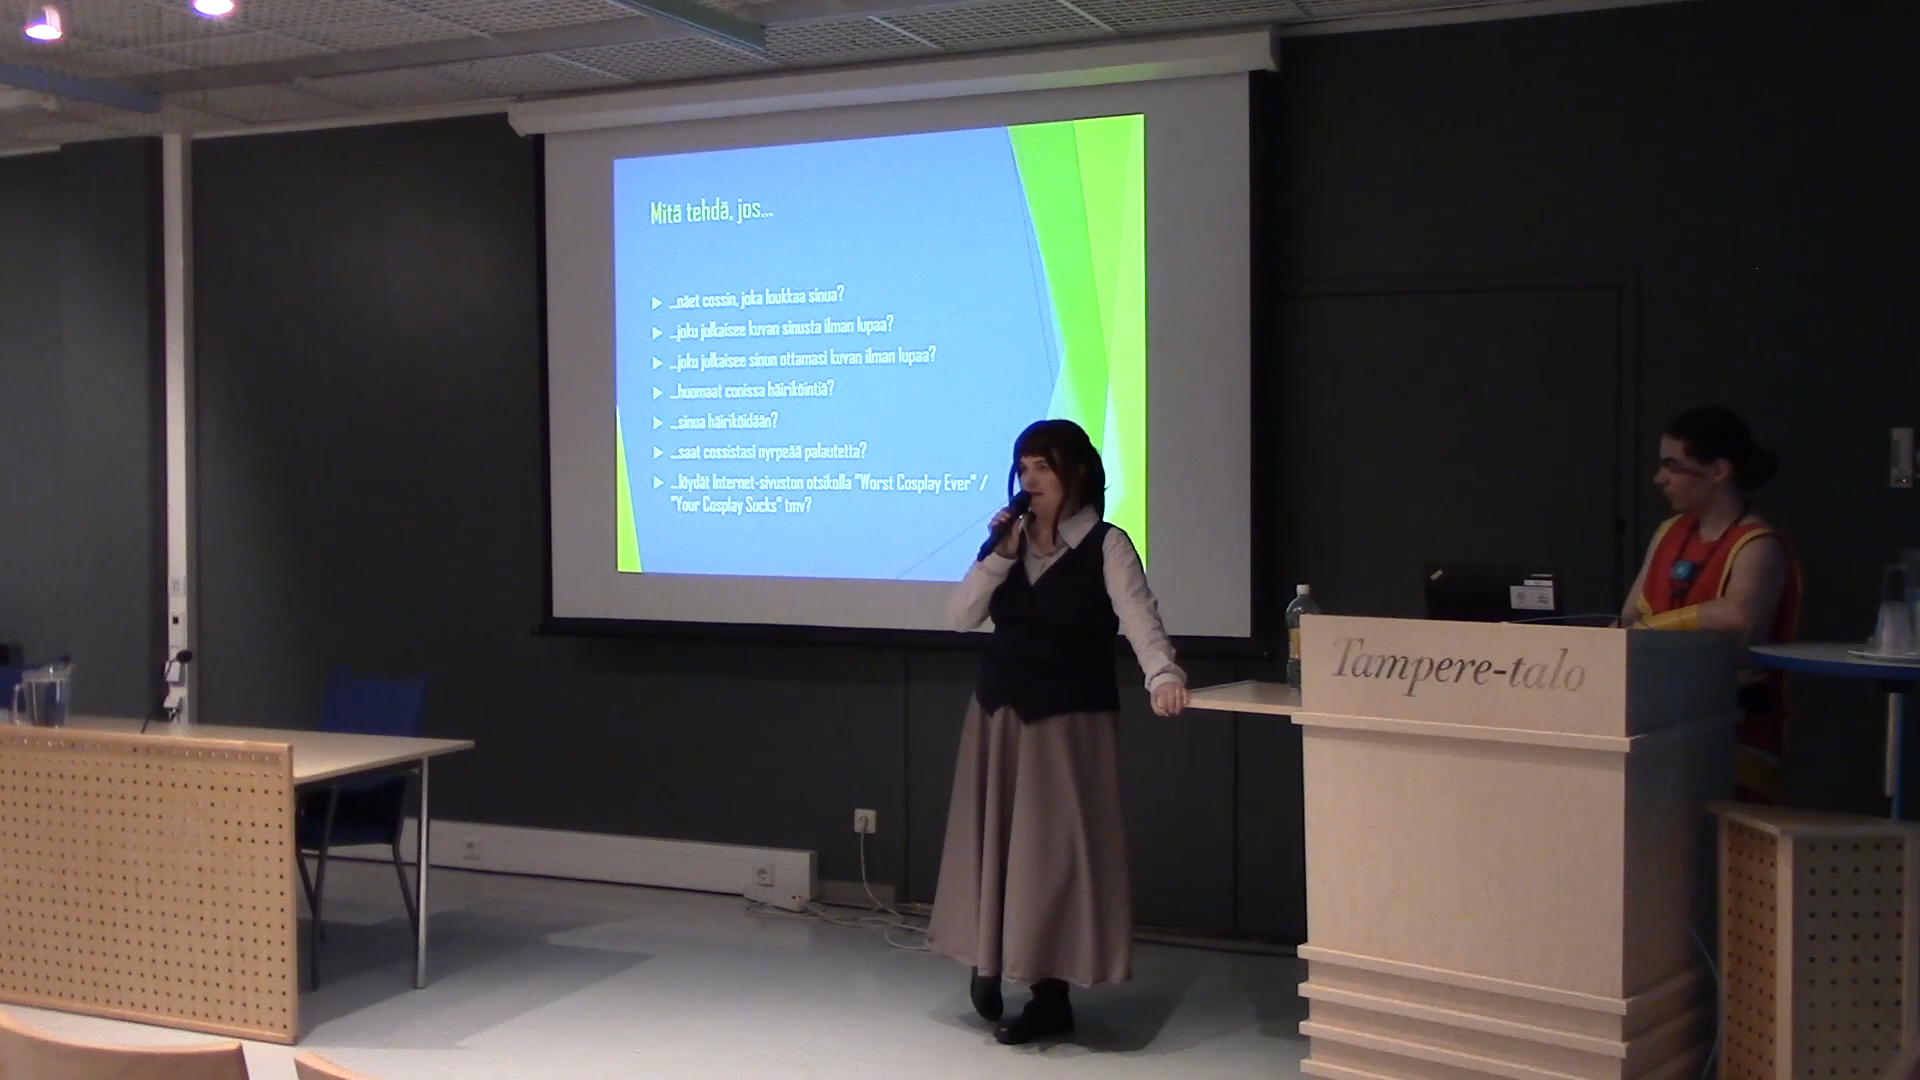 Mitä tehdä, jos...
...näet cossin, joka loukkaa sinua?
...joku julkaisee kuvan sinusta ilman lupaa?
...joku julkaisee sinun ottamasi kuvan ilman lupaa?
...huomaat conissa häiriköintiä?
...sinua häiriköidään?
...saat cossistasi nyrpeää palautetta?
...löydät Internet-sivuston otsikolla "Worst Cosplay Ever" /
"Your Cosplay Sucks" tmv?
Tampere-talo